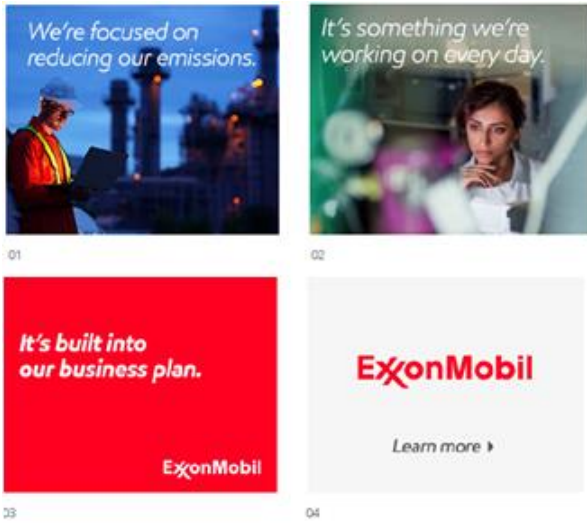 We're focused on
reducing our emissions.
It's something we're
working on every day.
01
02
It's built into
our business plan.
ExxonMobil
ExxonMobil
Learn more
03
04